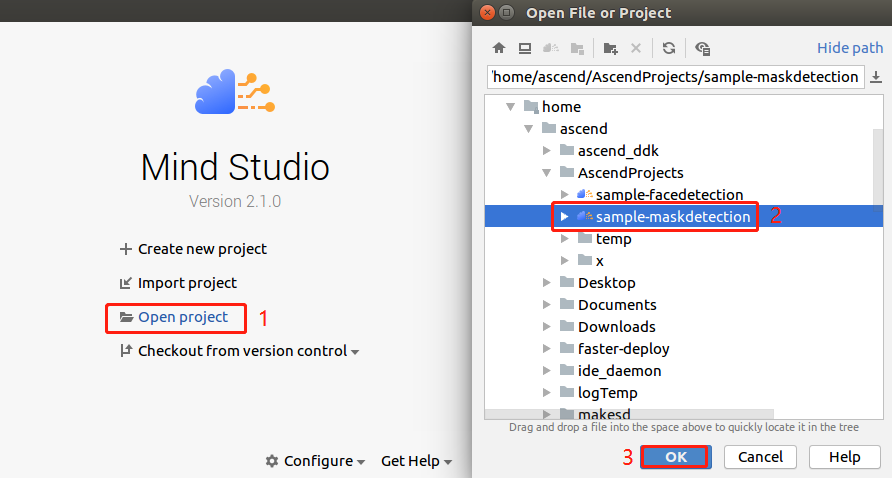 Mind Studio
Version 2.1.0
Create new project
Import project
Open project
1
Checkout from version control
Configure
Get Help
Open File or Project
Hide path
'home/ascend/AscendProjects/sample-maskdetection
home
ascend
ascend_ddk
AscendProjects
sample-facedetection
sample-maskdetection
2
temp
x
Desktop
Documents
Downloads
faster-deploy
ide_daemon
logTemp
makesd
Drag and drop a file into the space above to quickly locate it in the tree
3
OK
Cancel
Help